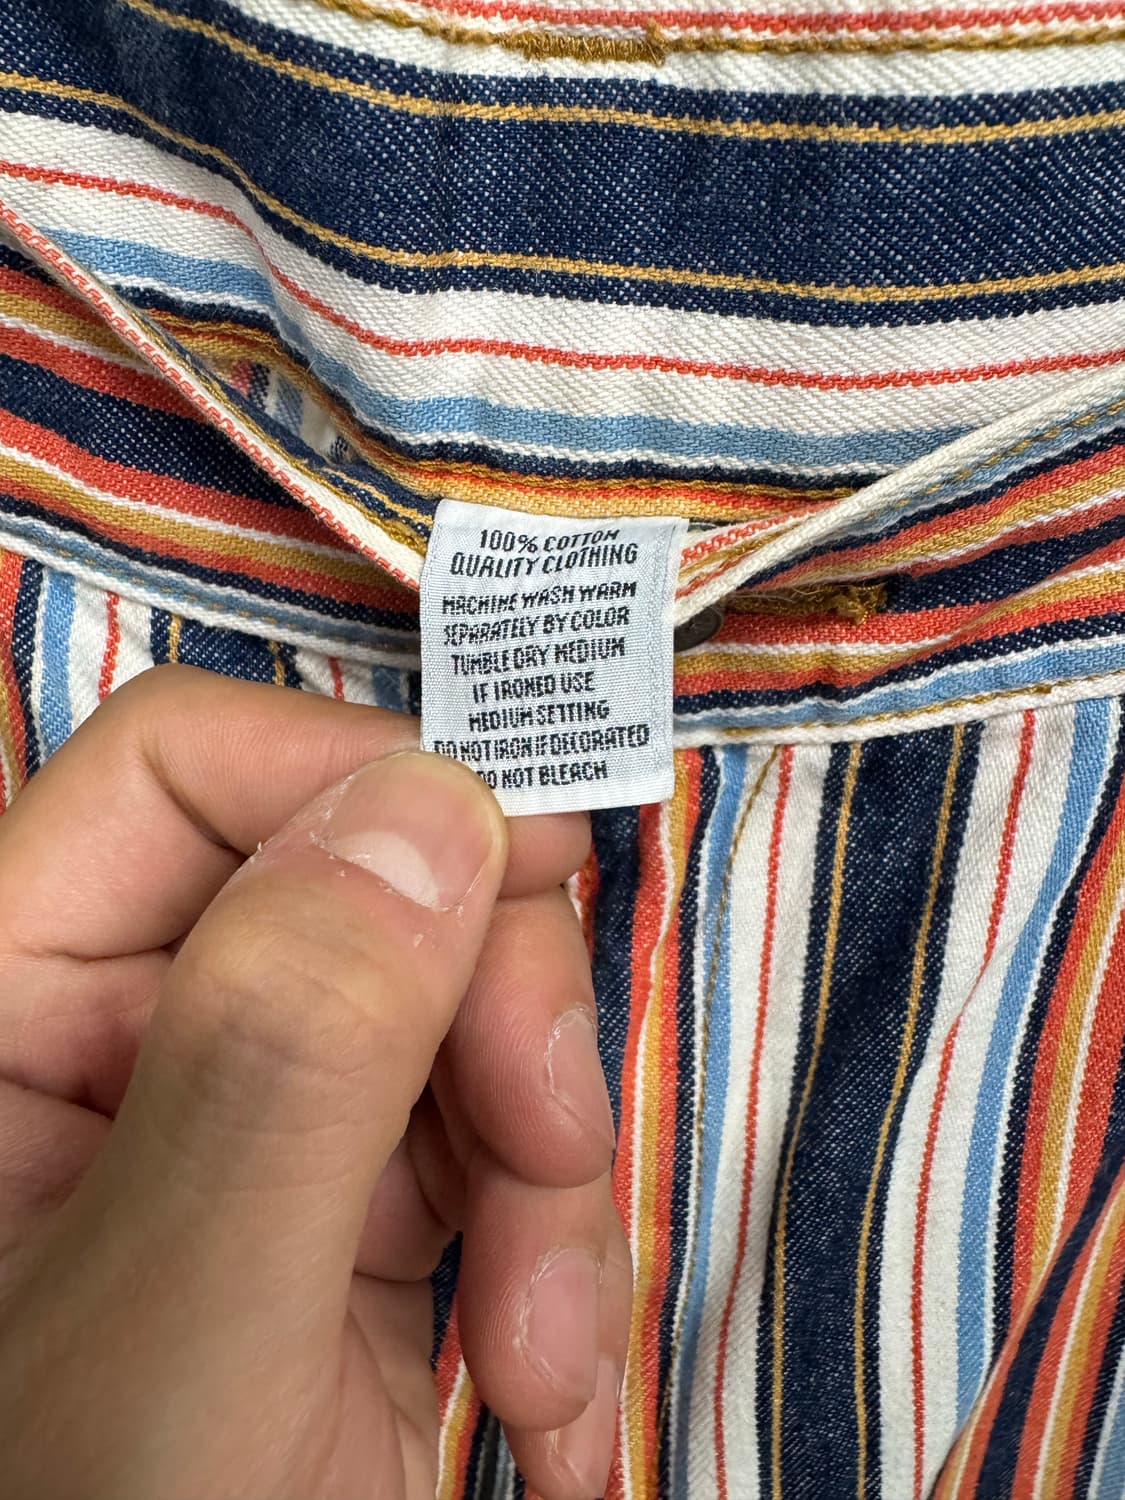 100% COTTON
QUALITY CLOTHING
MACHINE WASH WARM
SEPARATELY BY COLOR
TUMBLE DRY MEDIUM
IF IRONED USE
MEDIUM SETTING
DO NOT IRON IF DECORATED
DO NOT BLEACH